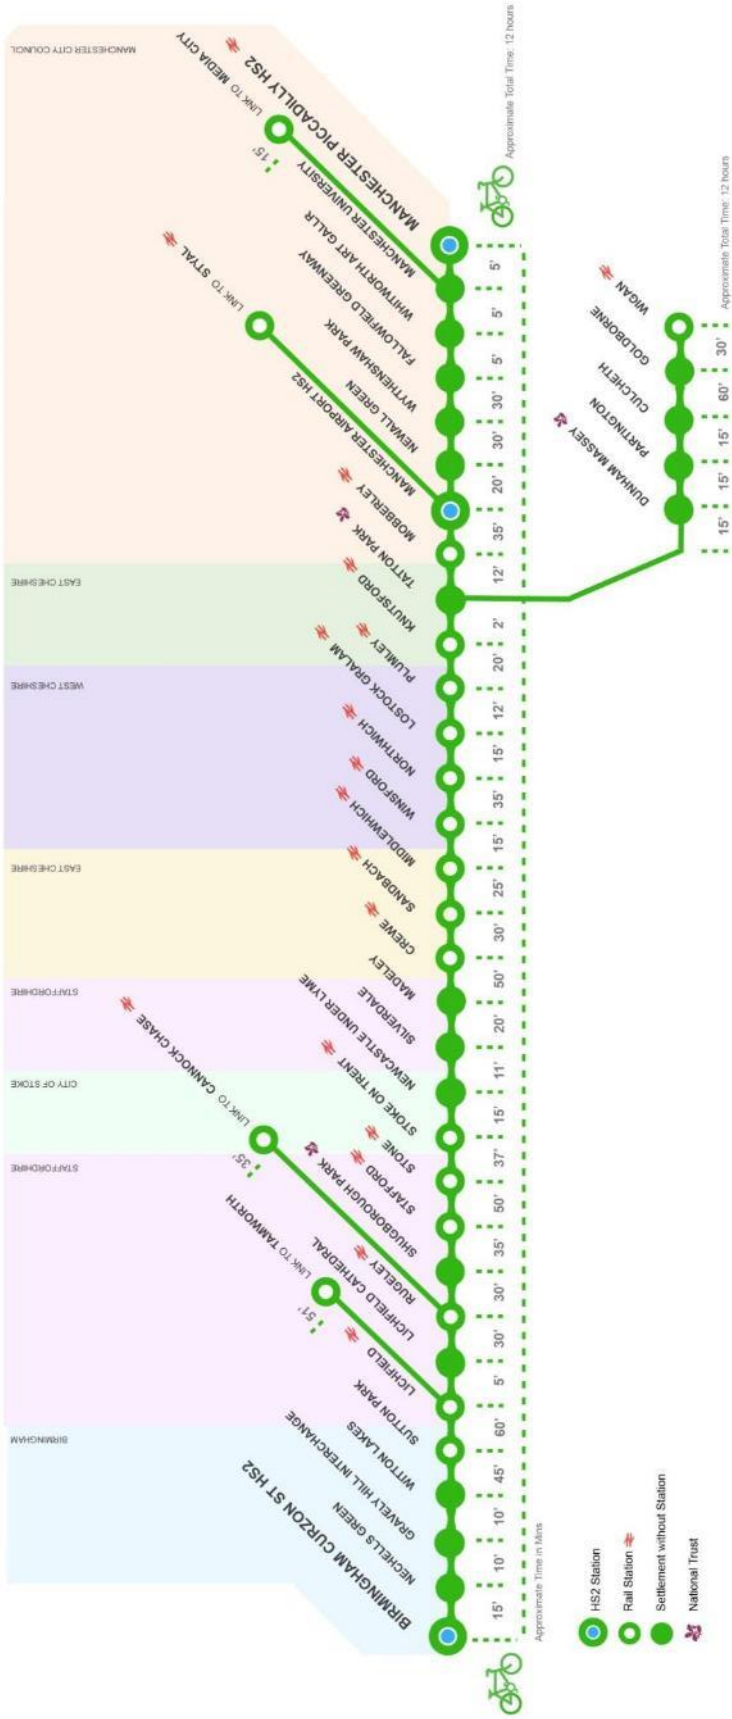 BIRMINGHAM
STAFFORDSHIRE
CITY OF STOKE
STAFFORDSHIRE
EAST CHESHIRE
WEST CHESHIRE
EAST CHESHIRE
MANCHESTER CITY COUNCIL
BIRMINGHAM CURZON ST HS2
NECHELLS GREEN
GRAVELY HILL INTERCHANGE
WITTON LAKES
SUTTON PARK
LICHFIELD
LINK TO TAMWORTH
51'
LICHFIELD CATHEDRAL
RUGELEY
LINK TO CANNOCK CHASE
35'
SHUGBOROUGH PARK
STAFFORD
STONE
STOKE ON TRENT
NEWCASTLE UNDER LYME
SILVERDALE
MADELEY
CREWE
SANDBACH
MIDDLEWHICH
WINSFORD
NORTHWICH
LOSTOCK GRALAM
PLUMLEY
KNUTSFORD
TATTON PARK
MOBBERLEY
MANCHESTER AIRPORT HS2
LINK TO STYAL
NEWALL GREEN
WYTHENSHAW PARK
FALLOWFIELD GREENWAY
WHITWORTH ART GALLR
MANCHESTER UNIVERSITY
LINK TO MEDIA CITY
15'
MANCHESTER PICCADILLY HS2
15'
10'
10'
45'
60'
5'
30'
30'
35'
50'
37'
15'
11'
20'
50'
30'
25'
15'
35'
15'
12'
20'
2'
12'
35'
20'
30'
30'
5'
5'
5'
Approximate Total Time: 12 hours
Approximate Time in Mins
DUNHAM MASSEY
PARTINGTON
CULCHETH
GOLDBORNE
WIGAN
15'
15'
15'
60'
30'
Approximate Total Time: 12 hours
HS2 Station
Rail Station
Settlement without Station
National Trust